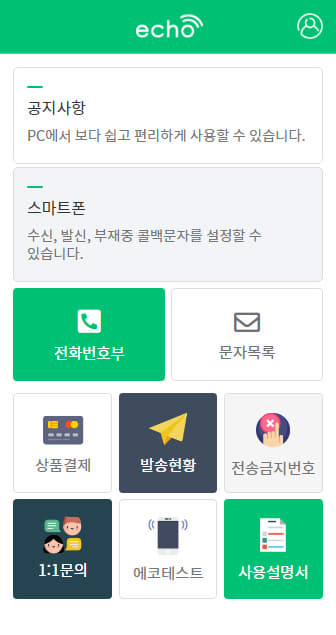 echo
공지사항
PC에서 보다 쉽고 편리하게 사용할 수 있습니다.
스마트폰
수신, 발신, 부재중 콜백문자를 설정할 수
있습니다.
전화번호부
문자목록
상품결제
발송현황
전송금지번호
1:1문의
에코테스트
사용설명서